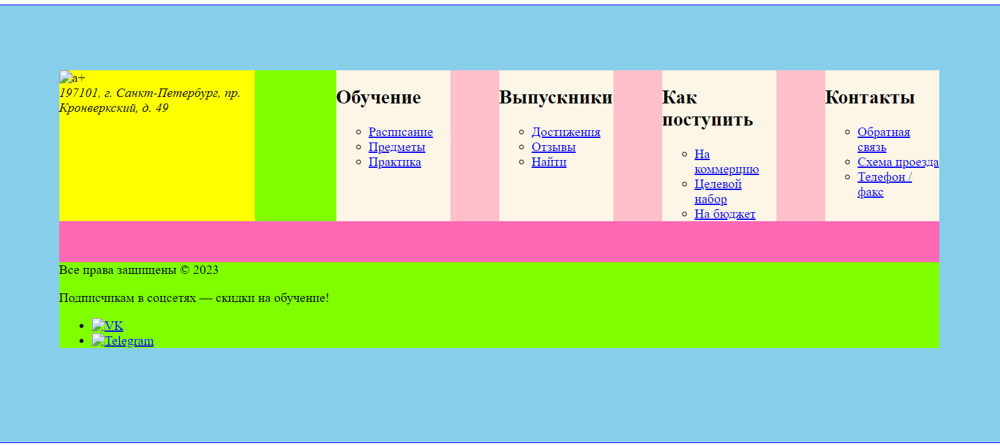 a+
197101, г. Санкт-Петербург, пр.
Кронверкский, д. 49
Обучение
Расписание
Предметы
Практика
Выпускники
Достижения
Отзывы
Найти
Как
поступить
На
коммерцию
Целевой
набор
На бюджет
Контакты
Обратная
связь
Схема проезда
Телефон /
факс
Все права защищены © 2023
Подписчикам в соцсетях — скидки на обучение!
VK
Telegram